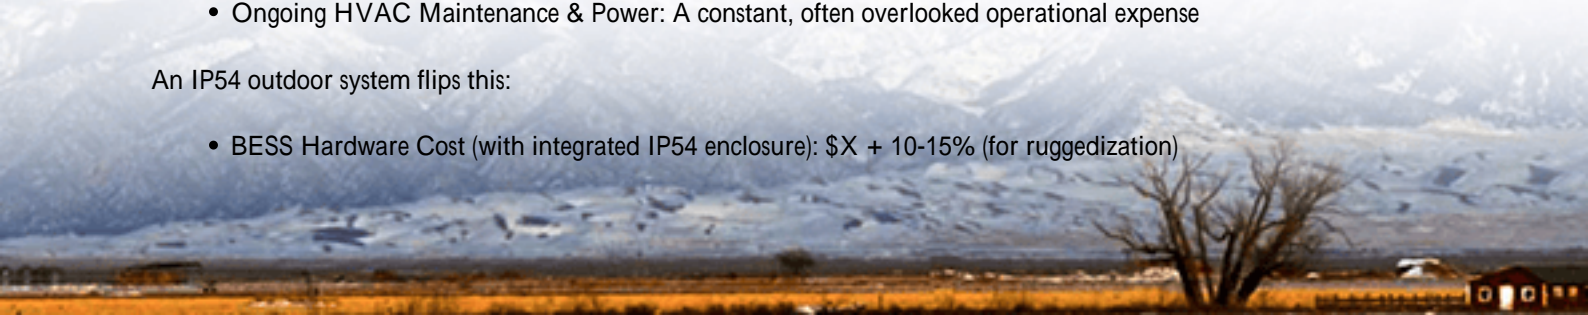 • Ongoing HVAC Maintenance & Power: A constant, often overlooked operational expense
An IP54 outdoor system flips this:
• BESS Hardware Cost (with integrated IP54 enclosure): $X + 10-15% (for ruggedization)